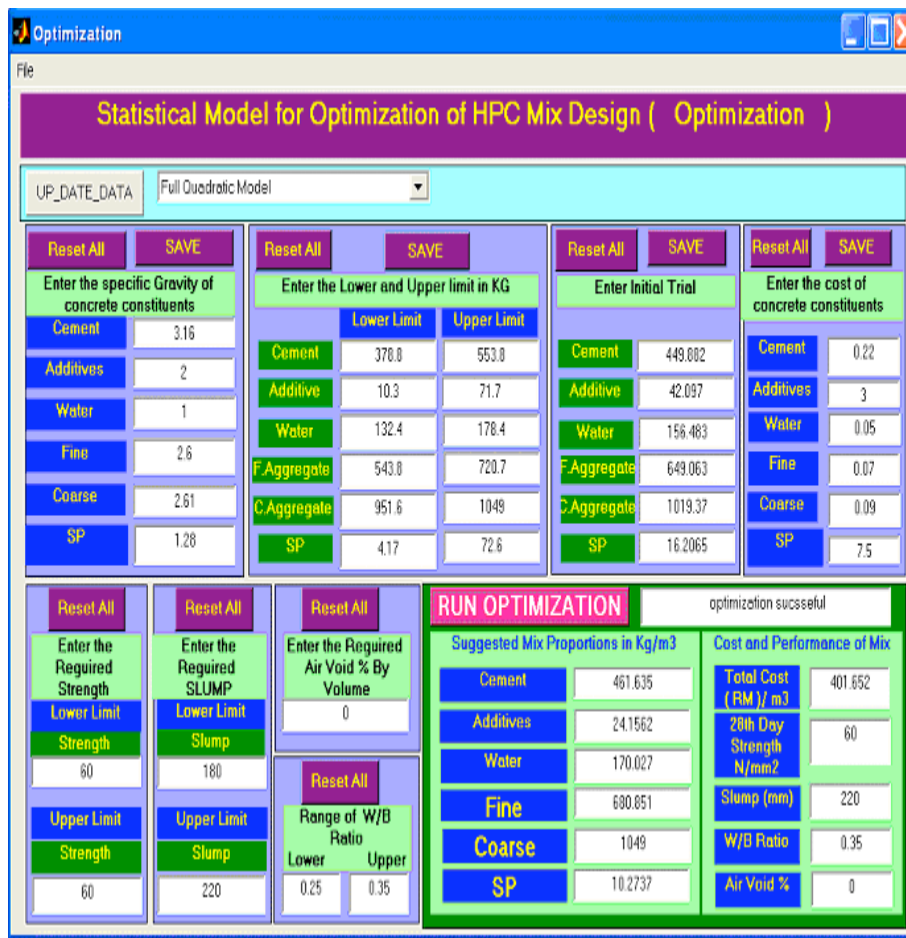 Optimization
File
Statistical Model for Optimization of HPC Mix Design ( Optimization )
UP_DATE_DATA
Full Quadratic Model
Reset All
SAVE
Enter the specific Gravity of
concrete constituents
Cement
3.16
Additives
2
Water
1
Fine
2.6
Coarse
2.61
SP
1.28
Reset All
SAVE
Enter the Lower and Upper limit in KG
Lower Limit
Upper Limit
Cement
378.8
553.8
Additive
10.3
71.7
Water
132.4
178.4
F.Aggregate
543.8
720.7
C.Aggregate
951.6
1049
SP
4.17
72.6
Reset All
SAVE
Enter Initial Trial
Cement
449.882
Additive
42.097
Water
156.483
F.Aggregate
649.063
C.Aggregate
1019.37
SP
16.2065
Reset All
SAVE
Enter the cost of
concrete constituents
Cement
0.22
Additives
3
Water
0.05
Fine
0.07
Coarse
0.09
SP
7.5
Reset All
Enter the
Required
Strength
Lower Limit
Strength
60
Upper Limit
Strength
60
Reset All
Enter the
Required
SLUMP
Lower Limit
Slump
180
Upper Limit
Slump
220
Reset All
Enter the Required
Air Void % By
Volume
0
Reset All
Range of W/B
Ratio
Lower Upper
0.25
0.35
RUN OPTIMIZATION
optimization sucsseful
Suggested Mix Proportions in Kg/m3
Cement
461.635
Additives
24.1562
Water
170.027
Fine
680.851
Coarse
1049
SP
10.2737
Cost and Performance of Mix
Total Cost
( RM )/ m3
401.652
28th Day
Strength
N/mm2
60
Slump (mm)
220
W/B Ratio
0.35
Air Void %
0